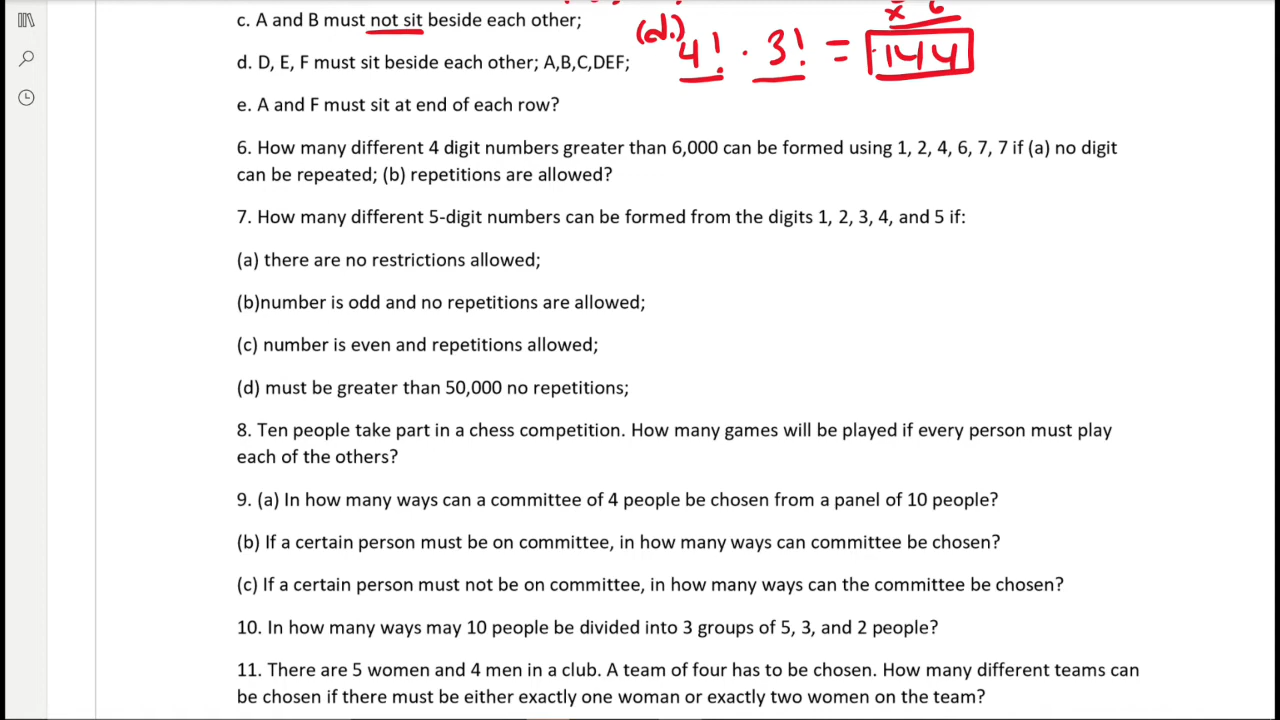 c. A and B must not sit beside each other;
x 6
(d.) 4! · 3! = 144
d. D, E, F must sit beside each other; A,B,C,DEF;
e. A and F must sit at end of each row?
6. How many different 4 digit numbers greater than 6,000 can be formed using 1, 2, 4, 6, 7, 7 if (a) no digit
can be repeated; (b) repetitions are allowed?
7. How many different 5-digit numbers can be formed from the digits 1, 2, 3, 4, and 5 if:
(a) there are no restrictions allowed;
(b)number is odd and no repetitions are allowed;
(c) number is even and repetitions allowed;
(d) must be greater than 50,000 no repetitions;
8. Ten people take part in a chess competition. How many games will be played if every person must play
each of the others?
9. (a) In how many ways can a committee of 4 people be chosen from a panel of 10 people?
(b) If a certain person must be on committee, in how many ways can committee be chosen?
(c) If a certain person must not be on committee, in how many ways can the committee be chosen?
10. In how many ways may 10 people be divided into 3 groups of 5, 3, and 2 people?
11. There are 5 women and 4 men in a club. A team of four has to be chosen. How many different teams can
be chosen if there must be either exactly one woman or exactly two women on the team?